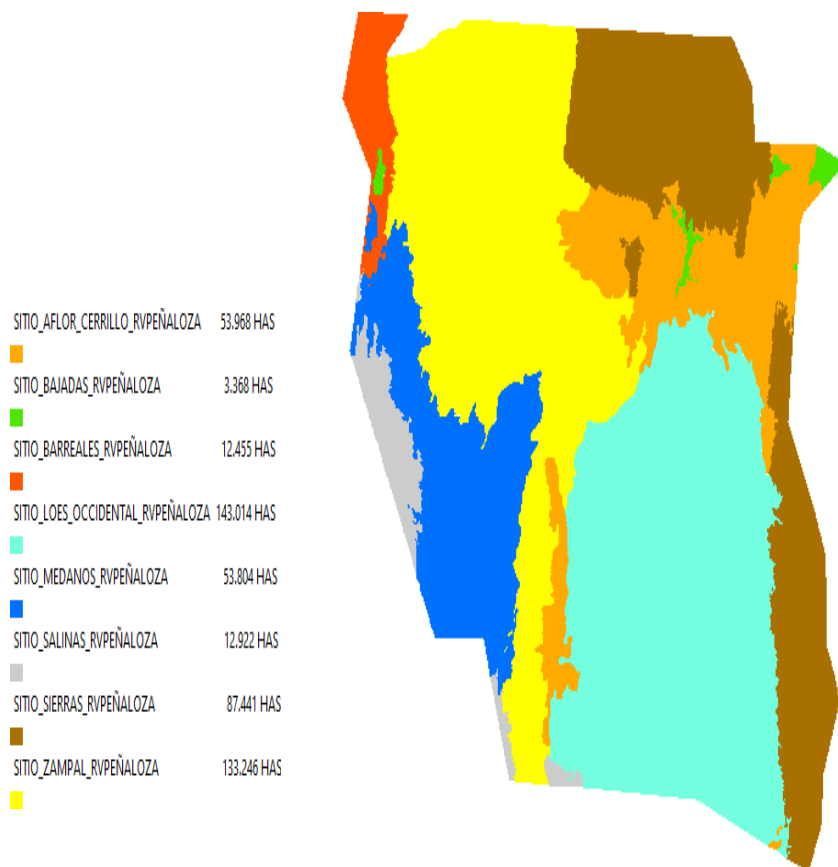 SITIO_AFLOR_CERRILLO_RVPEÑALOZA 53.968 HAS
SITIO_BAJADAS_RVPEÑALOZA 3.368 HAS
SITIO_BARREALES_RVPEÑALOZA 12.455 HAS
SITIO_LOES_OCCIDENTAL_RVPEÑALOZA 143.014 HAS
SITIO_MEDANOS_RVPEÑALOZA 53.804 HAS
SITIO_SALINAS_RVPEÑALOZA 12.922 HAS
SITIO_SIERRAS_RVPEÑALOZA 87.441 HAS
SITIO_ZAMPAL_RVPEÑALOZA 133.246 HAS